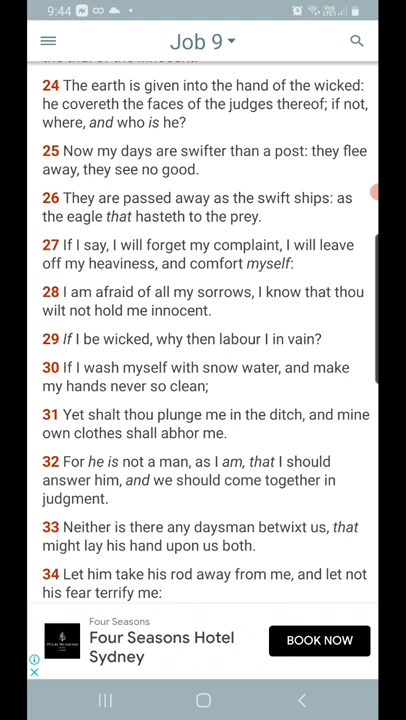 9:44
Job 9
24 The earth is given into the hand of the wicked:
he covereth the faces of the judges thereof; if not,
where, and who is he?
25 Now my days are swifter than a post: they flee
away, they see no good.
26 They are passed away as the swift ships: as
the eagle that hasteth to the prey.
27 If I say, I will forget my complaint, I will leave
off my heaviness, and comfort myself:
28 I am afraid of all my sorrows, I know that thou
wilt not hold me innocent.
29 If I be wicked, why then labour I in vain?
30 If I wash myself with snow water, and make
my hands never so clean;
31 Yet shalt thou plunge me in the ditch, and mine
own clothes shall abhor me.
32 For he is not a man, as I am, that I should
answer him, and we should come together in
judgment.
33 Neither is there any daysman betwixt us, that
might lay his hand upon us both.
34 Let him take his rod away from me, and let not
his fear terrify me:
Four Seasons
Four Seasons Hotel
Sydney
BOOK NOW